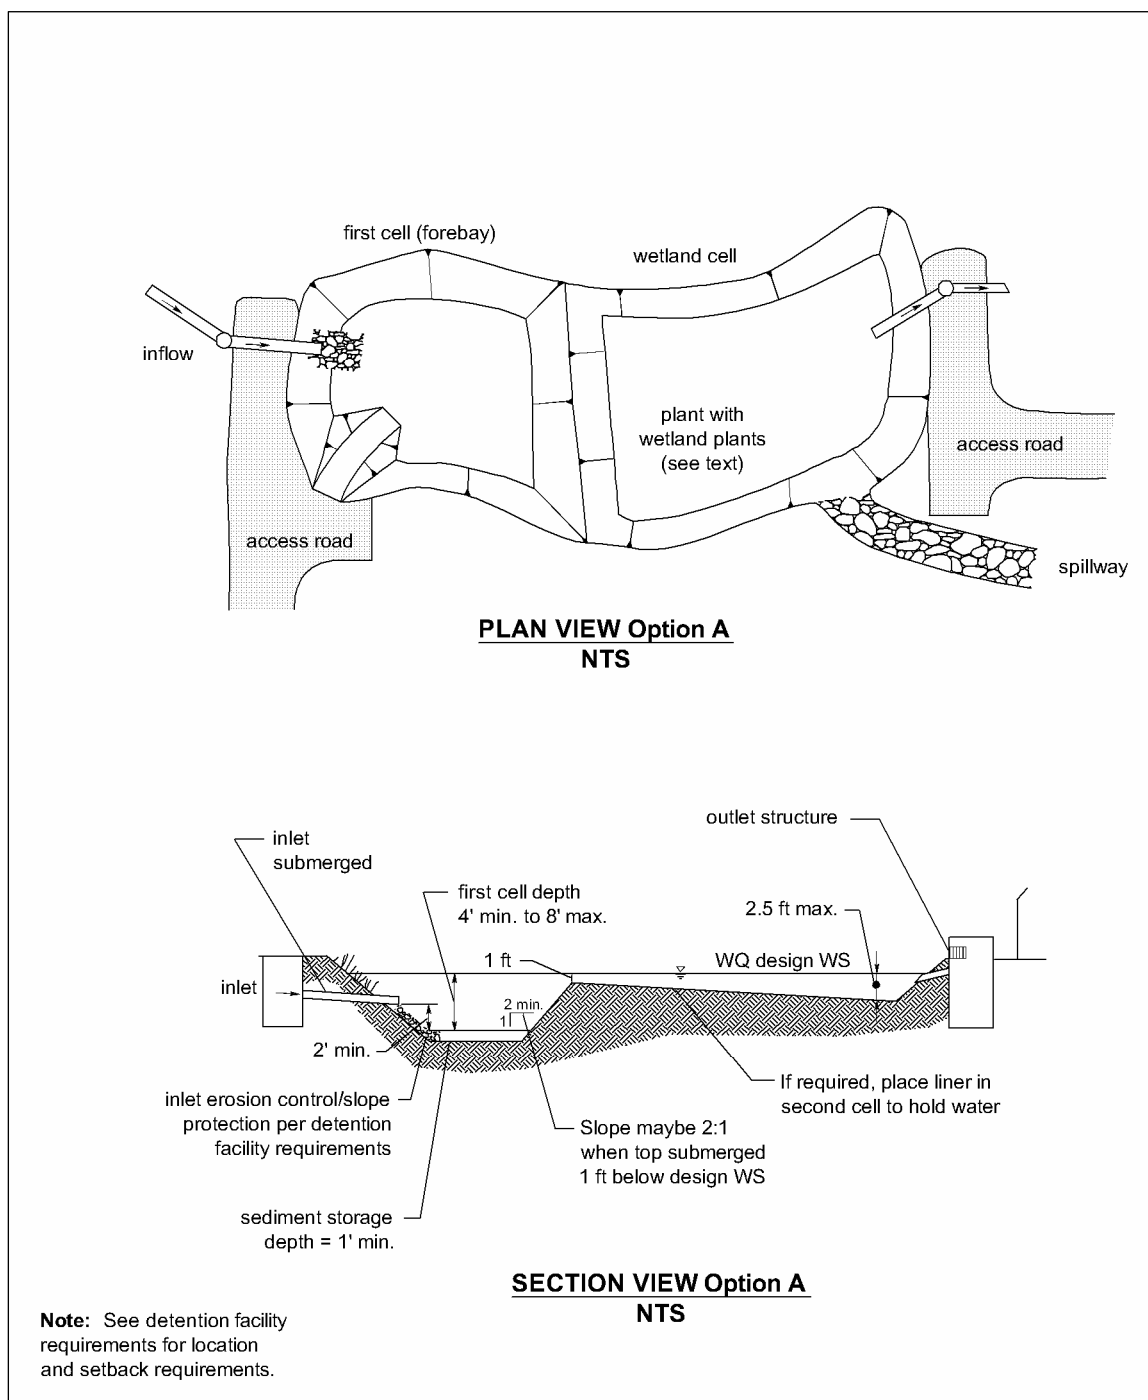 first cell (forebay)
wetland cell
inflow
plant with
wetland plants
(see text)
access road
access road
spillway
PLAN VIEW Option A
NTS
outlet structure
inlet
submerged
first cell depth
4' min. to 8' max.
2.5 ft max.
1 ft
WQ design WS
inlet
2 min.
1
2' min.
If required, place liner in
second cell to hold water
inlet erosion control/slope
protection per detention
facility requirements
Slope maybe 2:1
when top submerged
1 ft below design WS
sediment storage
depth = 1' min.
SECTION VIEW Option A
NTS
Note: See detention facility
requirements for location
and setback requirements.